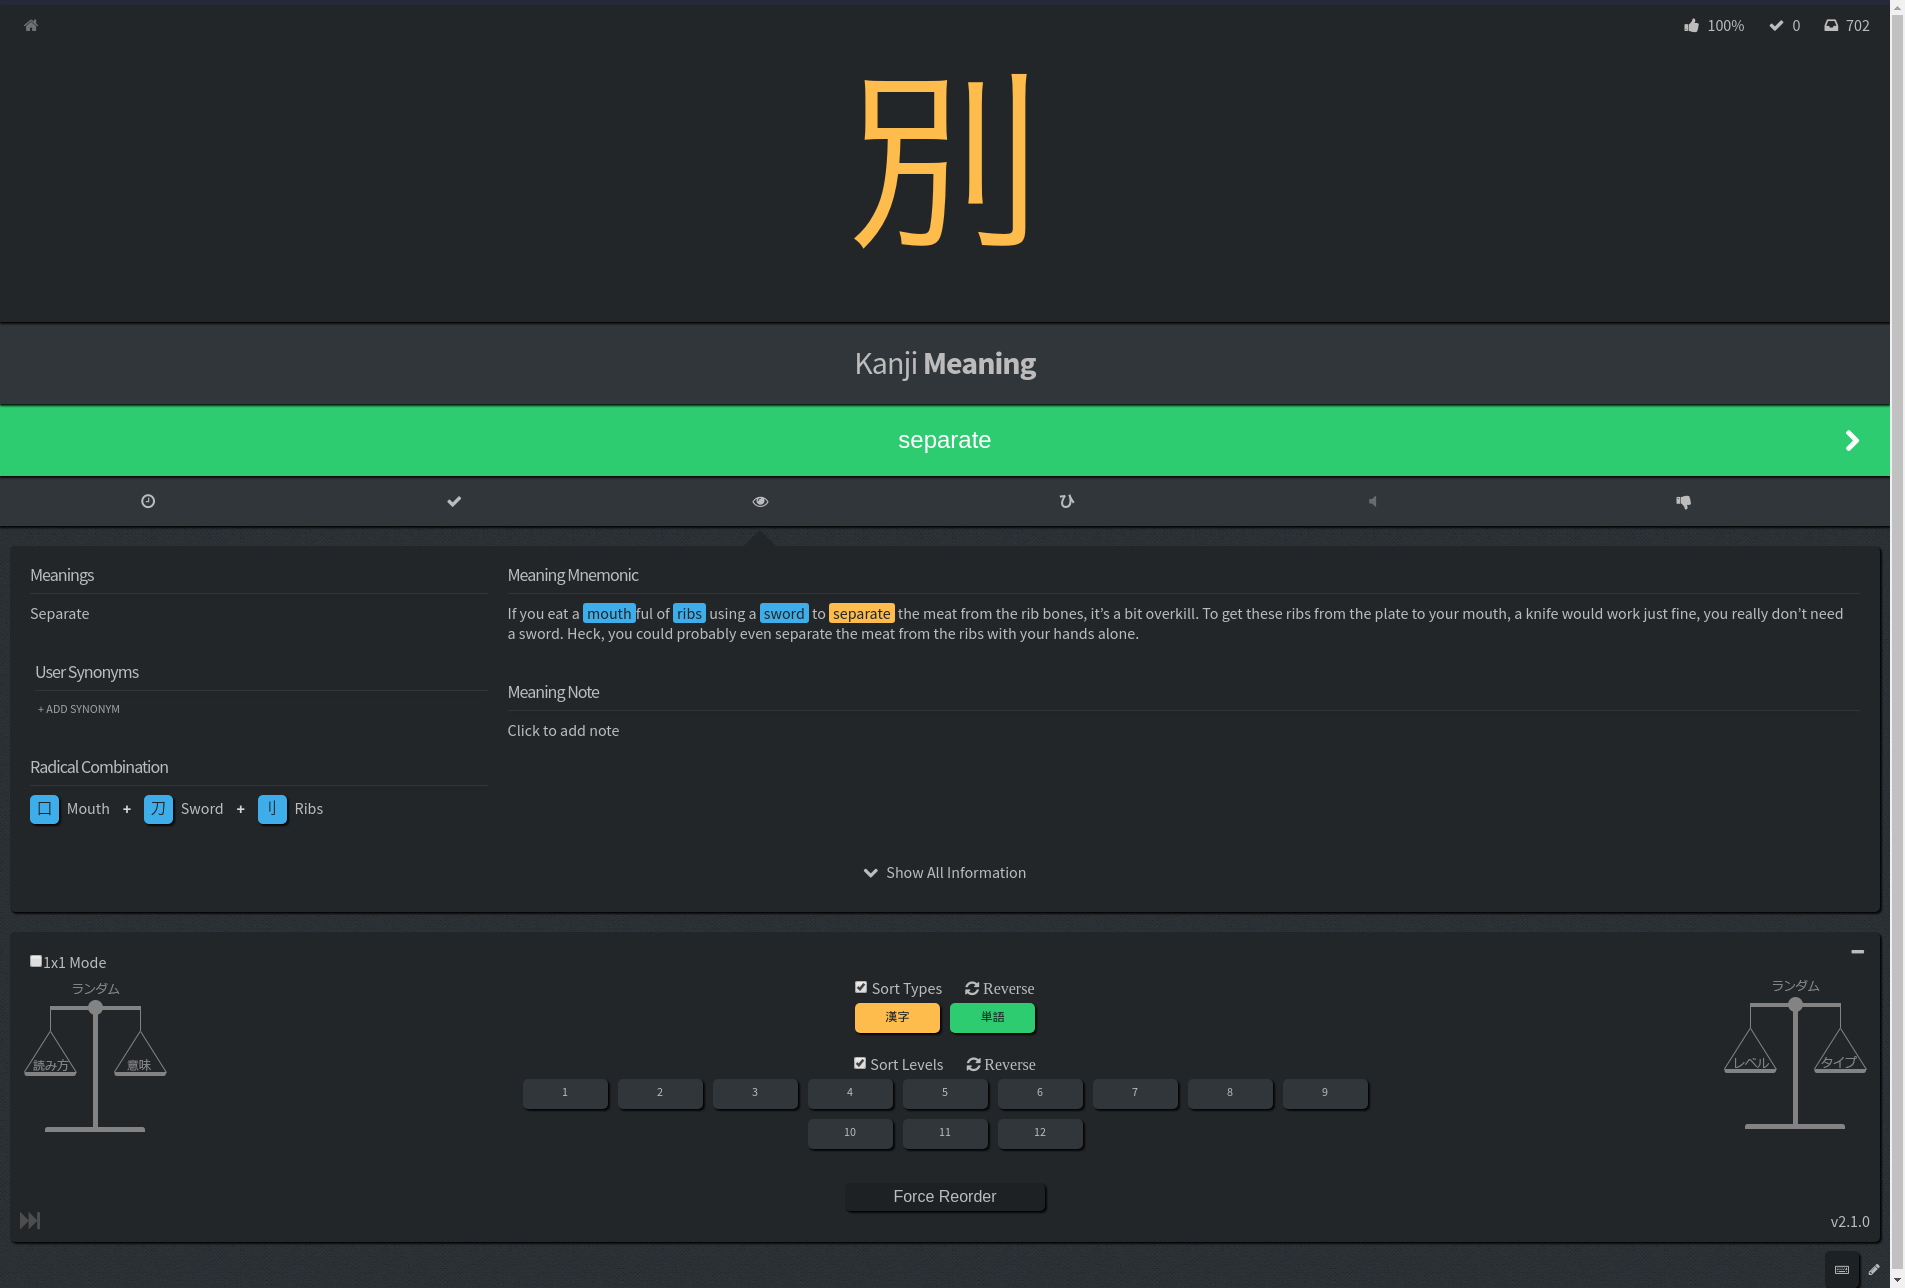 100% 0 702
別
Kanji Meaning
separate
ひ
Meanings
Separate
User Synonyms
+ ADD SYNONYM
Radical Combination
口 Mouth + 刀 Sword + 刂 Ribs
Meaning Mnemonic
If you eat a mouthful of ribs using a sword to separate the meat from the rib bones, it’s a bit overkill. To get these ribs from the plate to your mouth, a knife would work just fine, you really don’t need
a sword. Heck, you could probably even separate the meat from the ribs with your hands alone.
Meaning Note
Click to add note
Show All Information
1x1 Mode
ランダム
読み方 意味
Sort Types Reverse
漢字 単語
Sort Levels Reverse
1 2 3 4 5 6 7 8 9
10 11 12
Force Reorder
ランダム
レベル タイプ
v2.1.0